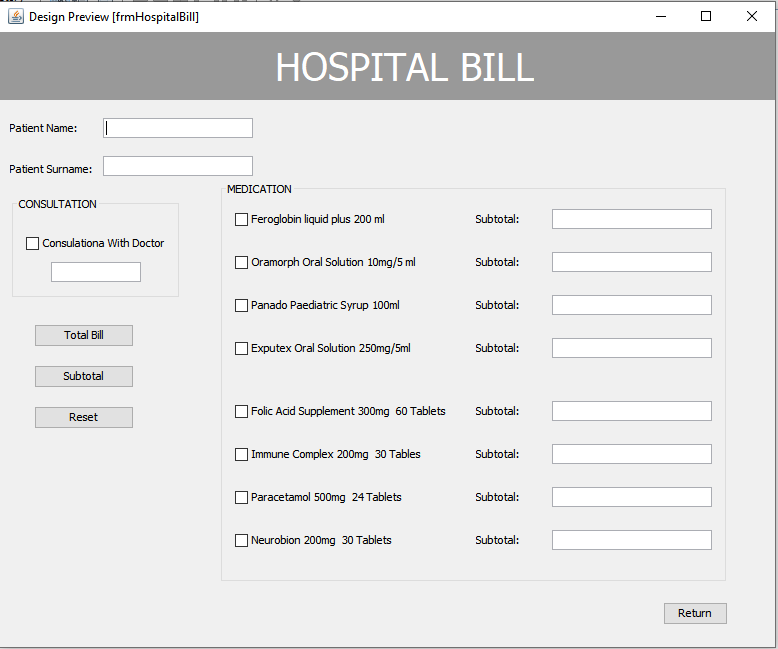 Design Preview [frmHospitalBill]
HOSPITAL BILL
Patient Name:
Patient Surname:
CONSULTATION
Consulationa With Doctor
Total Bill
Subtotal
Reset
MEDICATION
Feroglobin liquid plus 200 ml Subtotal:
Oramorph Oral Solution 10mg/5 ml Subtotal:
Panado Paediatric Syrup 100ml Subtotal:
Exputex Oral Solution 250mg/5ml Subtotal:
Folic Acid Supplement 300mg 60 Tablets Subtotal:
Immune Complex 200mg 30 Tables Subtotal:
Paracetamol 500mg 24 Tablets Subtotal:
Neurobion 200mg 30 Tablets Subtotal:
Return